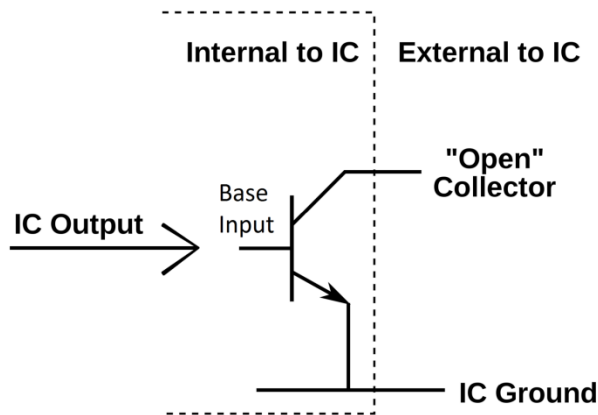 Internal to IC
External to IC
"Open"
Collector
Base
Input
IC Output
IC Ground